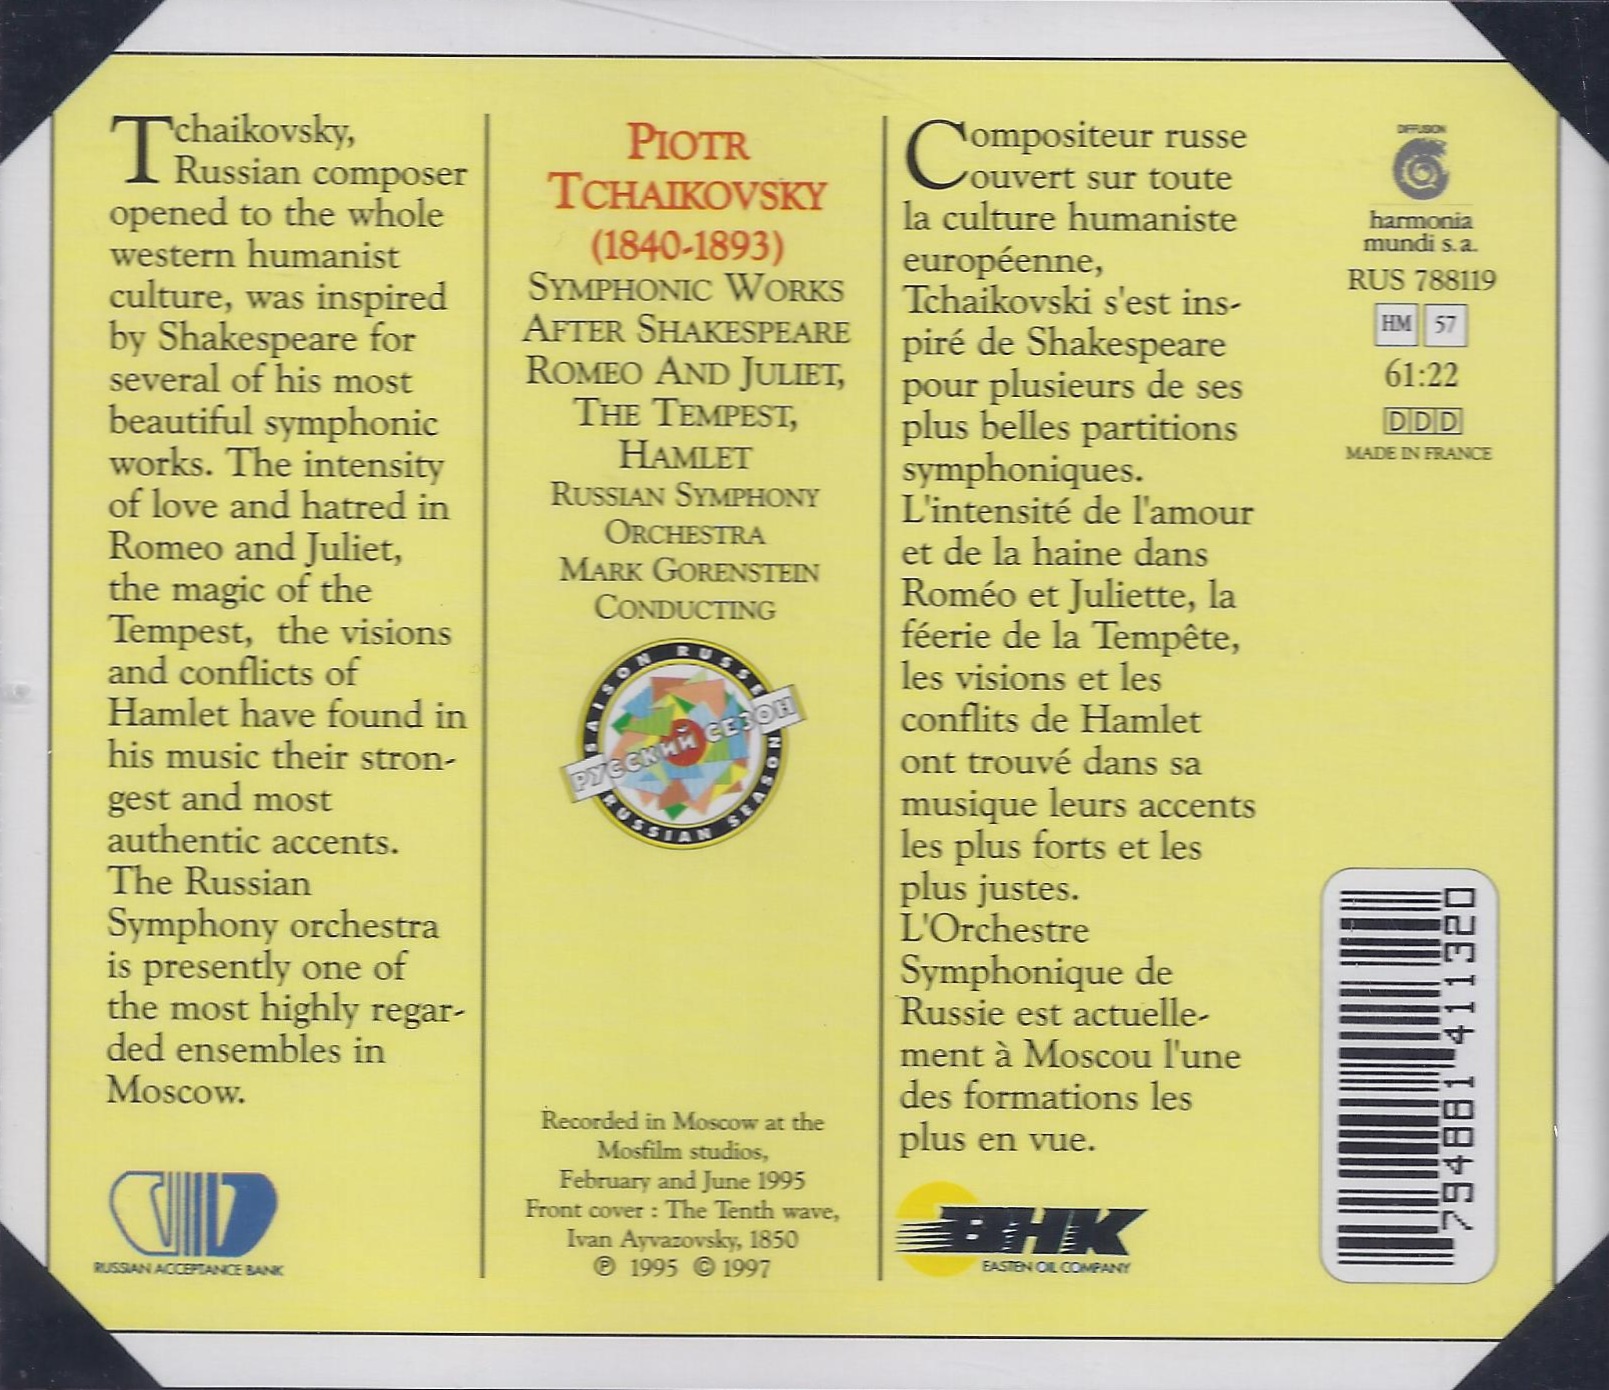 Tchaikovsky,
Russian composer
opened to the whole
western humanist
culture, was inspired
by Shakespeare for
several of his most
beautiful symphonic
works. The intensity
of love and hatred in
Romeo and Juliet,
the magic of the
Tempest, the visions
and conflicts of
Hamlet have found in
his music their stron-
gest and most
authentic accents.
The Russian
Symphony orchestra
is presently one of
the most highly regar-
ded ensembles in
Moscow.
RUSSIAN ACCEPTANCE BANK
PIOTR
TCHAIKOVSKY
(1840-1893)
SYMPHONIC WORKS
AFTER SHAKESPEARE
ROMEO AND JULIET,
THE TEMPEST,
HAMLET
RUSSIAN SYMPHONY
ORCHESTRA
MARK GORENSTEIN
CONDUCTING
SAISON RUSSE
РУССКИЙ СЕЗОН
RUSSIAN SEASON
Recorded in Moscow at the
Mosfilm studios,
February and June 1995
Front cover : The Tenth wave,
Ivan Ayvazovsky, 1850
℗ 1995 © 1997
Compositeur russe
ouvert sur toute
la culture humaniste
européenne,
Tchaikovski s'est ins-
piré de Shakespeare
pour plusieurs de ses
plus belles partitions
symphoniques.
L'intensité de l'amour
et de la haine dans
Roméo et Juliette, la
féerie de la Tempête,
les visions et les
conflits de Hamlet
ont trouvé dans sa
musique leurs accents
les plus forts et les
plus justes.
L'Orchestre
Symphonique de
Russie est actuelle-
ment à Moscou l'une
des formations les
plus en vue.
BHK
EASTEN OIL COMPANY
DIFFUSION
harmonia
mundi s.a.
RUS 788119
HM 57
61:22
DDD
MADE IN FRANCE
794881411320